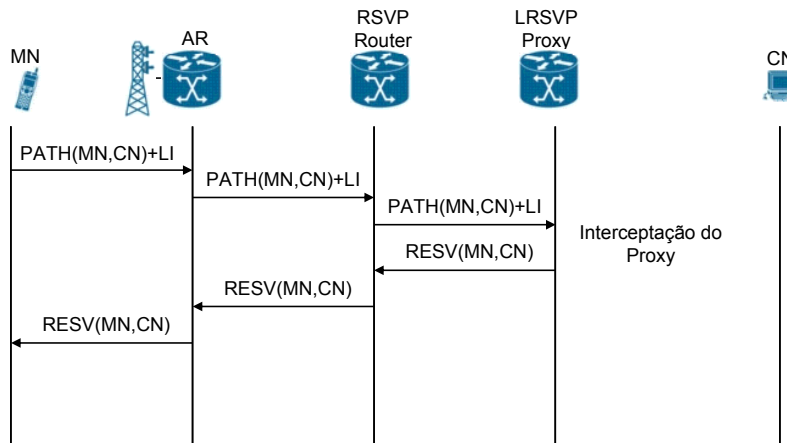 MN
AR
RSVP
Router
LRSVP
Proxy
CN
PATH(MN,CN)+LI
PATH(MN,CN)+LI
PATH(MN,CN)+LI
Interceptação do
Proxy
RESV(MN,CN)
RESV(MN,CN)
RESV(MN,CN)